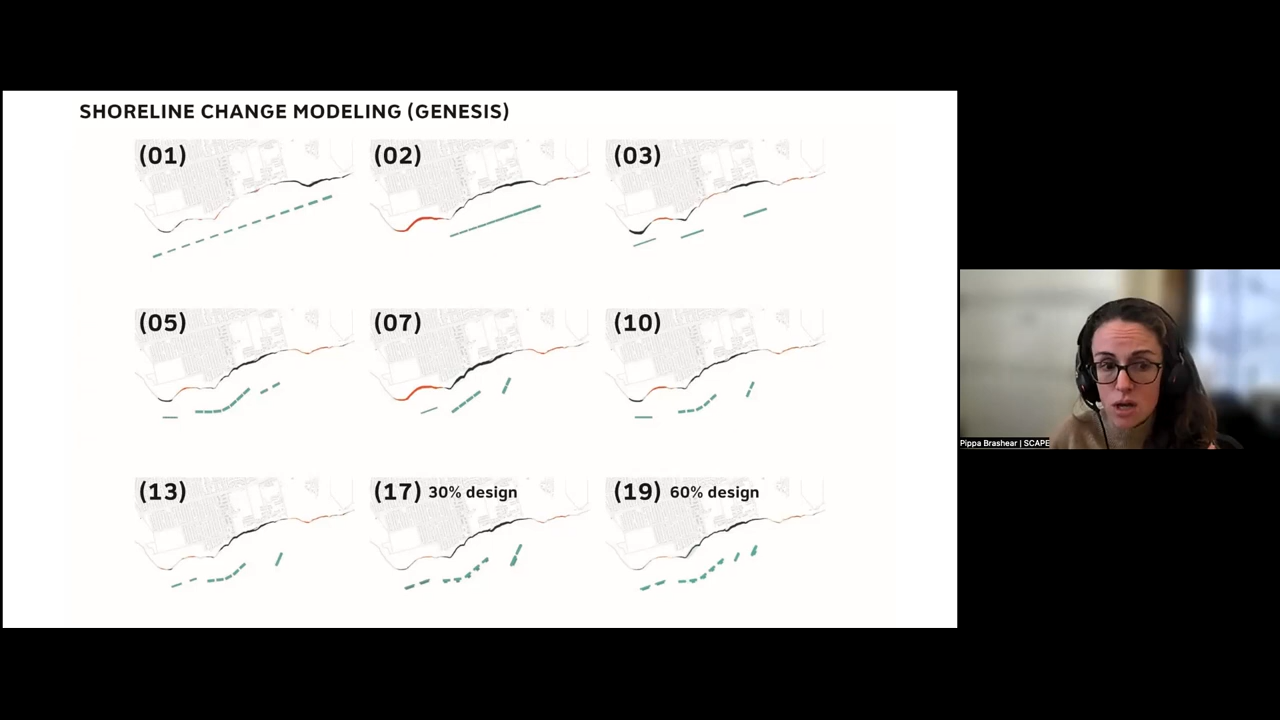 SHORELINE CHANGE MODELING (GENESIS)
(01)
(02)
(03)
(05)
(07)
(10)
(13)
(17) 30% design
(19) 60% design
Pippa Brashear | SCAPE